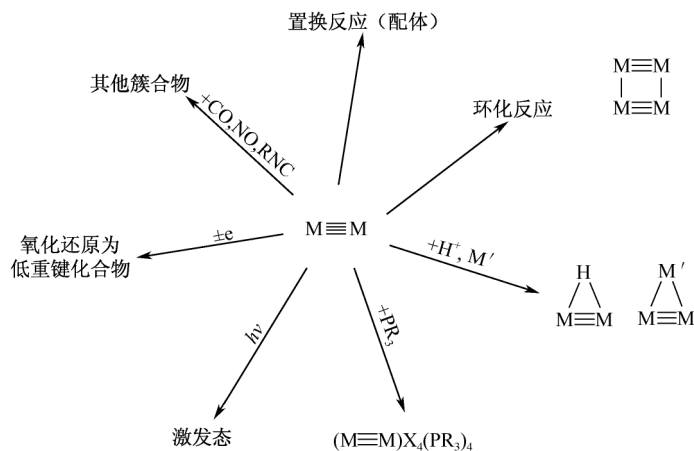 置换反应（配体）
其他簇合物
+CO,NO,RNC
环化反应
M≡M
M≡M
M≣M
±e
氧化还原为
低重键化合物
+H⁺, M′
H
M≡M
M′
M≡M
hν
+PR₃
激发态
(M≡M)X₄(PR₃)₄